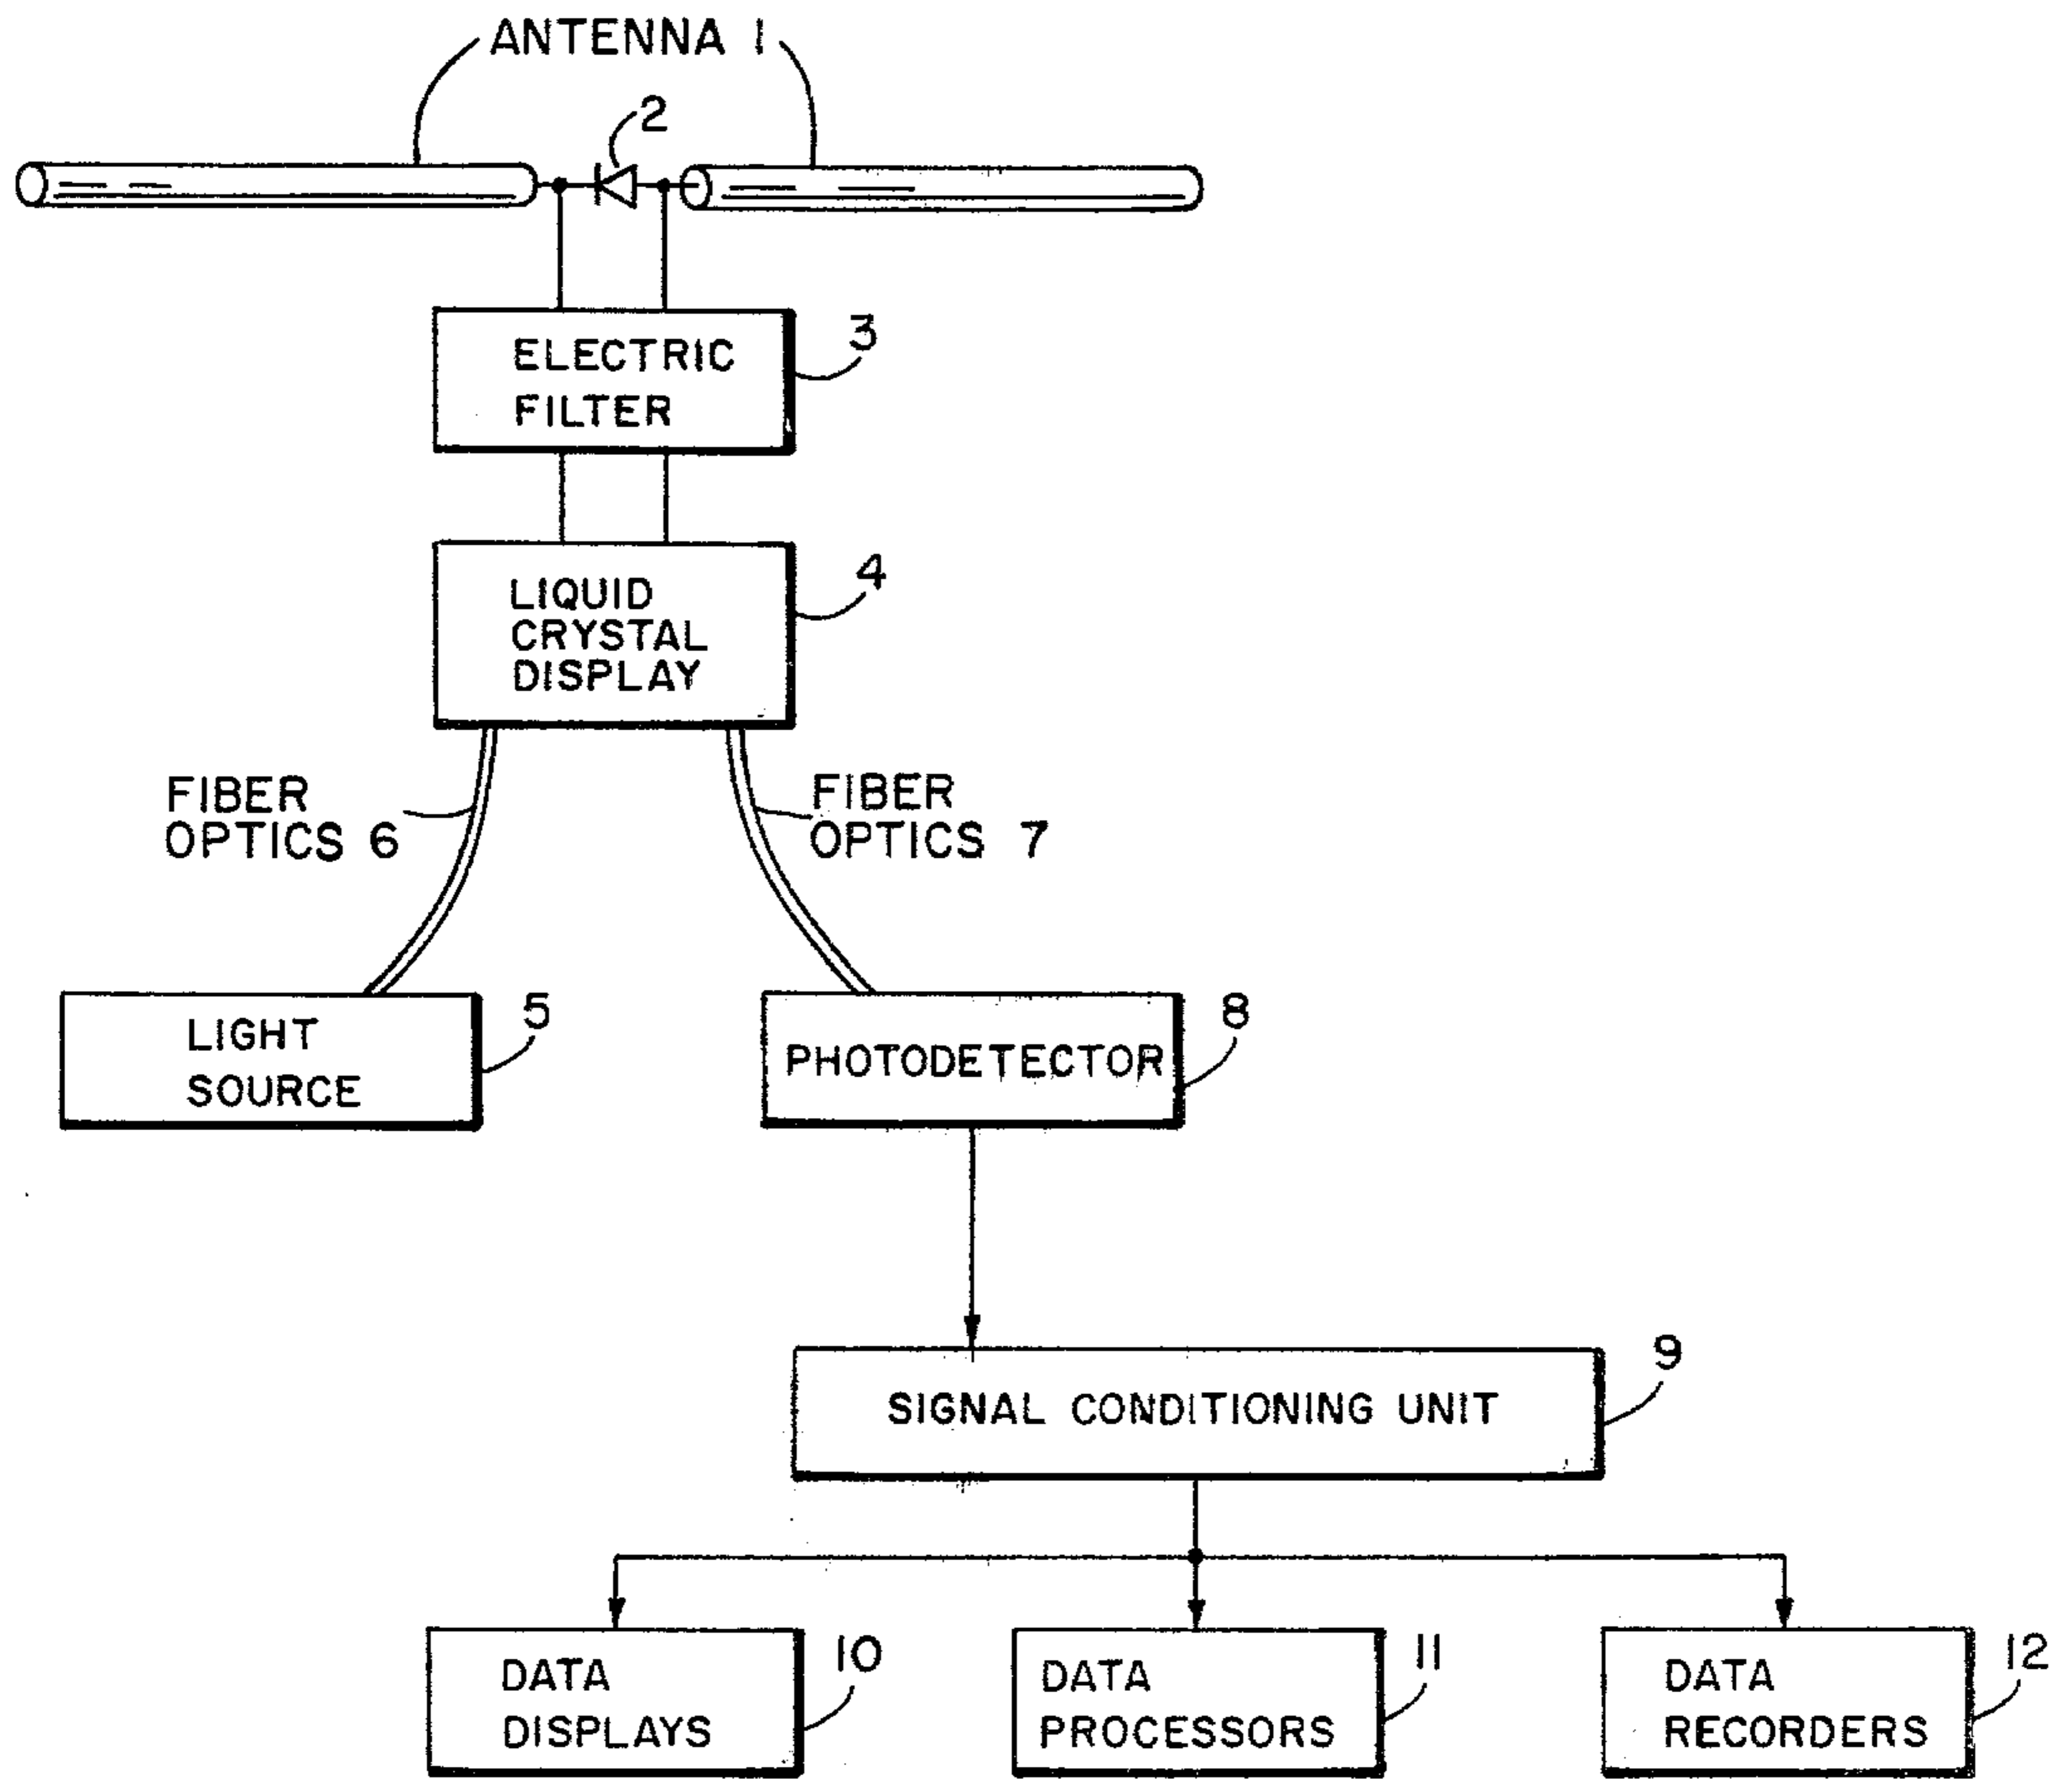 ANTENNA 1
2
ELECTRIC
FILTER
3
LIQUID
CRYSTAL
DISPLAY
4
FIBER
OPTICS 6
FIBER
OPTICS 7
LIGHT
SOURCE
5
PHOTODETECTOR
8
SIGNAL CONDITIONING UNIT
9
DATA
DISPLAYS
10
DATA
PROCESSORS
11
DATA
RECORDERS
12